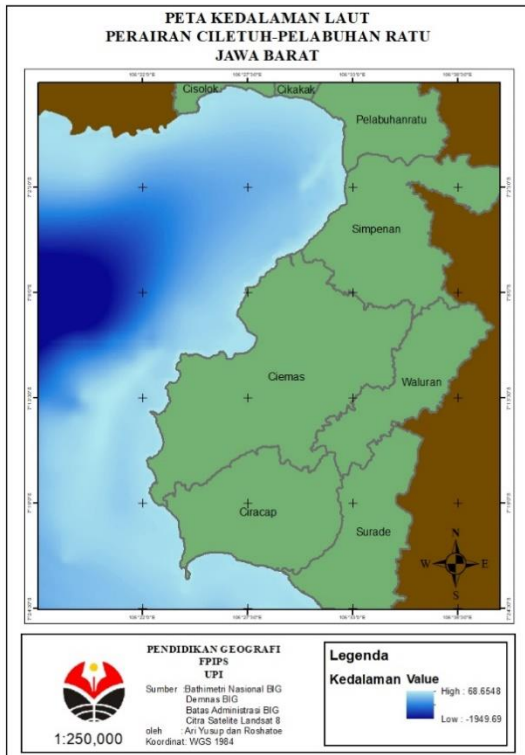 PETA KEDALAMAN LAUT
PERAIRAN CILETUH-PELABUHAN RATU
JAWA BARAT
Cisolok
Cikakak
Pelabuhanratu
Simpenan
Ciemas
Waluran
Ciracap
Surade
N
W E
S
PENDIDIKAN GEOGRAFI
FPIPS
UPI
Sumber :Bathimetri Nasional BIG
Demnas BIG
Batas Administrasi BIG
Citra Satelite Landsat 8
oleh : Ari Yusup dan Roshatoe
Koordinat: WGS 1984
1:250,000
Legenda
Kedalaman Value
High : 68.6548
Low : -1949.69